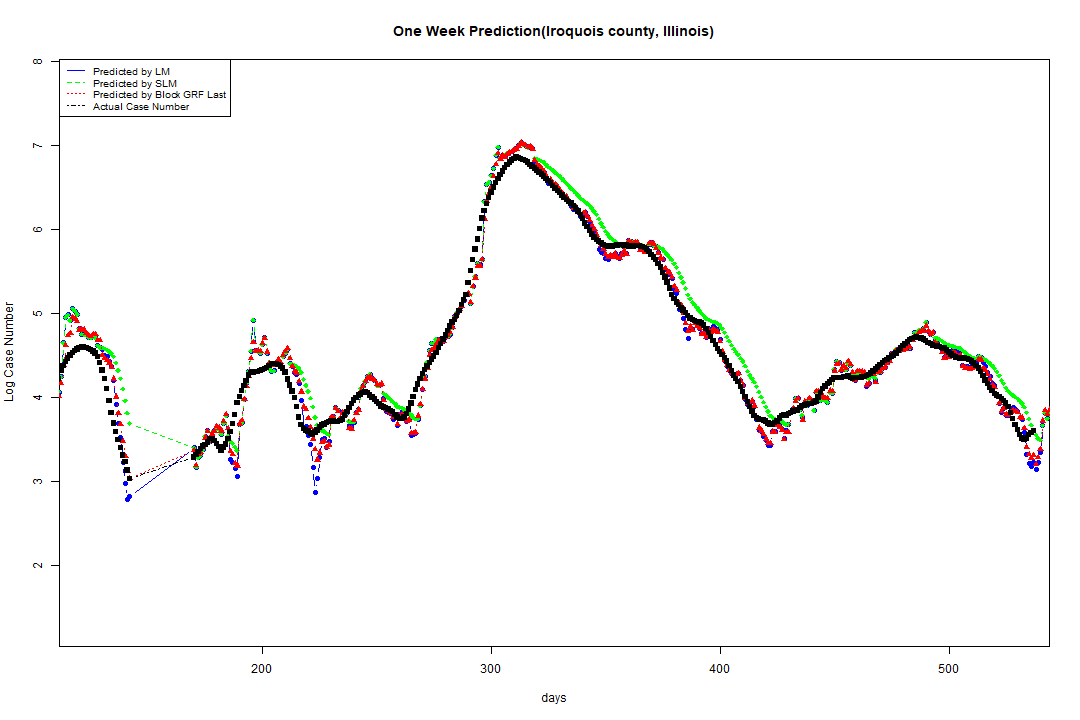 One Week Prediction(Iroquois county, Illinois)
Predicted by LM
Predicted by SLM
Predicted by Block GRF Last
Actual Case Number
8
7
6
5
4
3
2
Log Case Number
200
300
400
500
days